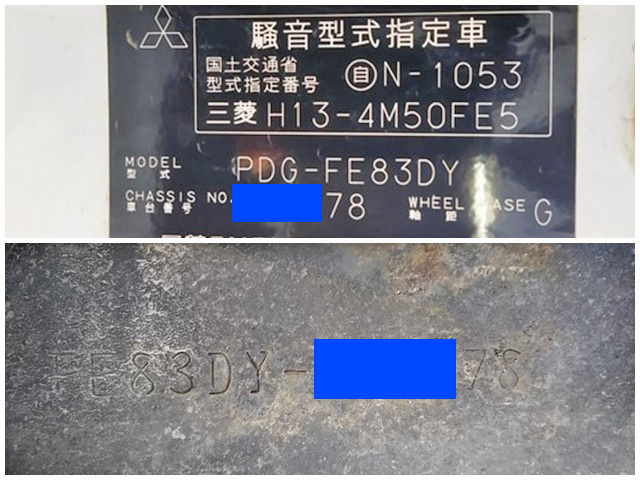 騒音型式指定車
国土交通省
型式指定番号 自N-1053
三菱 H13-4M50FE5
MODEL PDG-FE83DY
型式
CHASSIS NO. 78 WHEEL BASE G
車台番号 軸距
FE83DY- 78